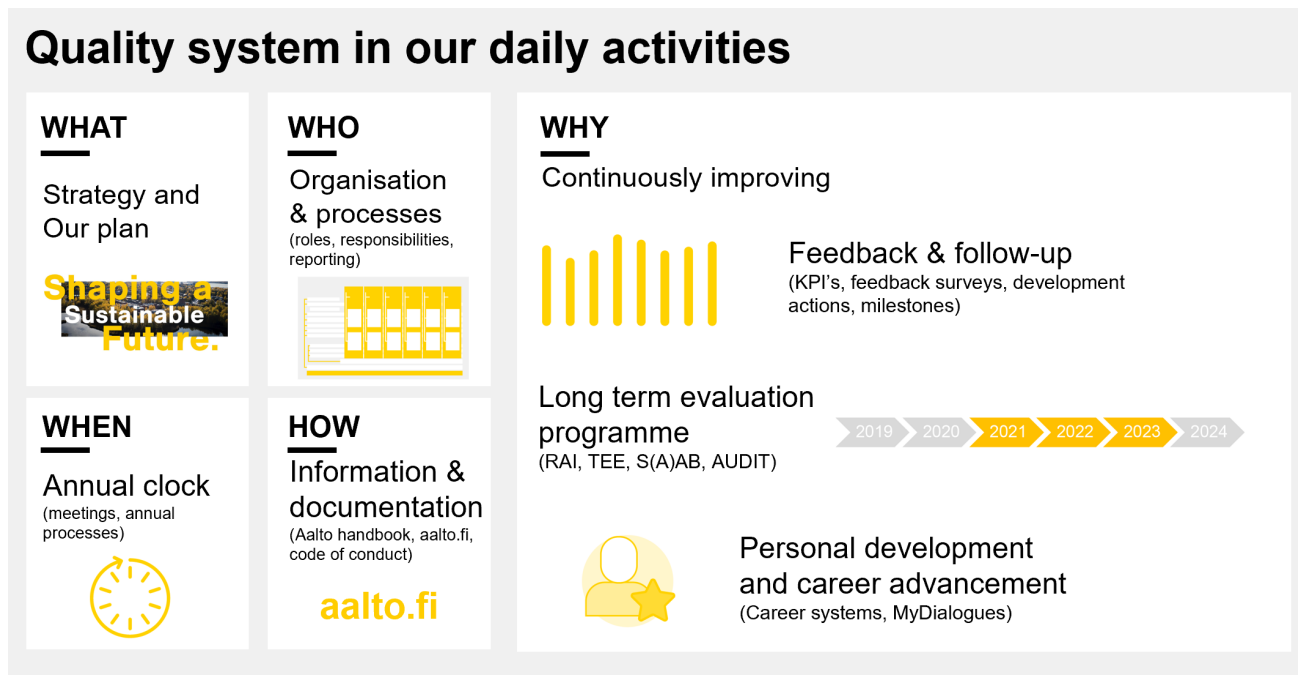 Quality system in our daily activities
WHAT
Strategy and
Our plan
Shaping a
Sustainable
Future.
WHO
Organisation
& processes
(roles, responsibilities,
reporting)
WHEN
Annual clock
(meetings, annual
processes)
HOW
Information &
documentation
(Aalto handbook, aalto.fi,
code of conduct)
aalto.fi
WHY
Continuously improving
Feedback & follow-up
(KPI's, feedback surveys, development
actions, milestones)
Long term evaluation
programme
(RAI, TEE, S(A)AB, AUDIT)
2019 2020 2021 2022 2023 2024
Personal development
and career advancement
(Career systems, MyDialogues)